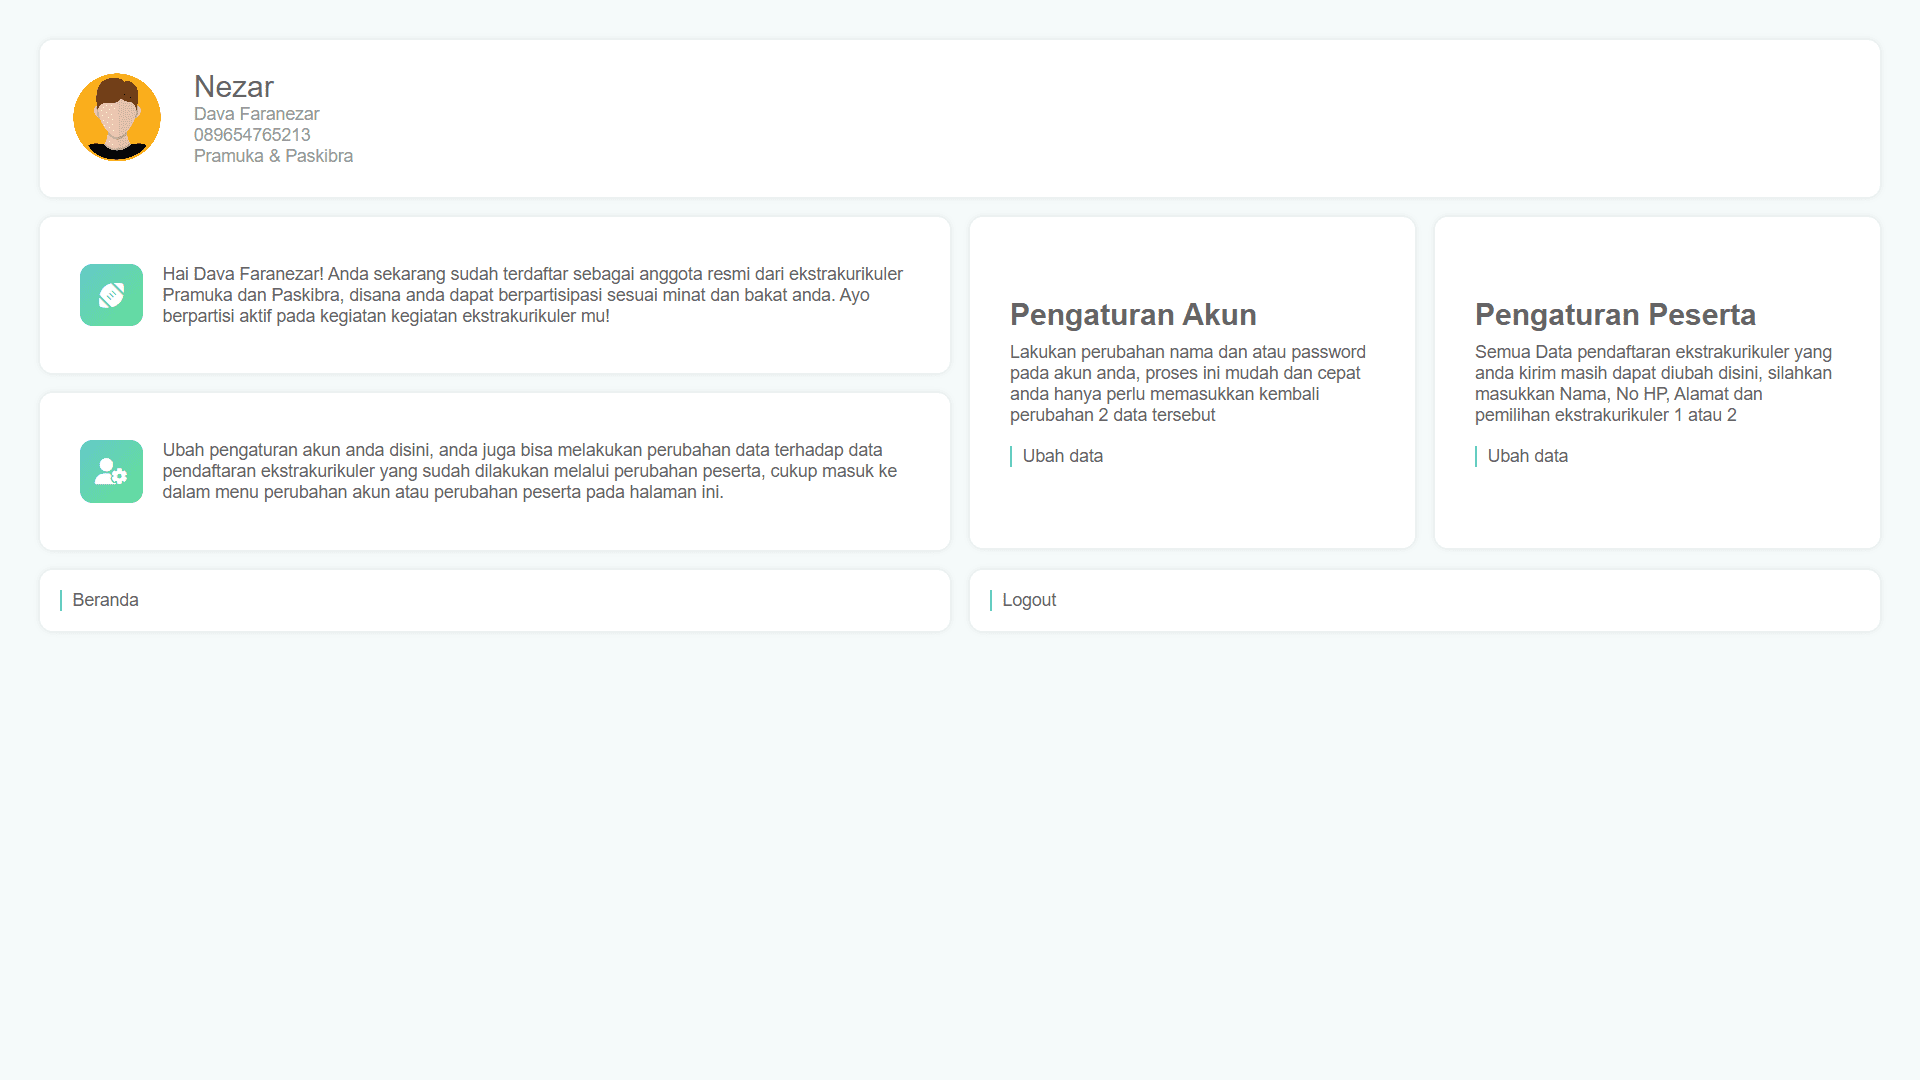 Nezar
Dava Faranezar
089654765213
Pramuka & Paskibra
Hai Dava Faranezar! Anda sekarang sudah terdaftar sebagai anggota resmi dari ekstrakurikuler
Pramuka dan Paskibra, disana anda dapat berpartisipasi sesuai minat dan bakat anda. Ayo
berpartisi aktif pada kegiatan kegiatan ekstrakurikuler mu!
Ubah pengaturan akun anda disini, anda juga bisa melakukan perubahan data terhadap data
pendaftaran ekstrakurikuler yang sudah dilakukan melalui perubahan peserta, cukup masuk ke
dalam menu perubahan akun atau perubahan peserta pada halaman ini.
Pengaturan Akun
Lakukan perubahan nama dan atau password
pada akun anda, proses ini mudah dan cepat
anda hanya perlu memasukkan kembali
perubahan 2 data tersebut
Ubah data
Pengaturan Peserta
Semua Data pendaftaran ekstrakurikuler yang
anda kirim masih dapat diubah disini, silahkan
masukkan Nama, No HP, Alamat dan
pemilihan ekstrakurikuler 1 atau 2
Ubah data
Beranda
Logout